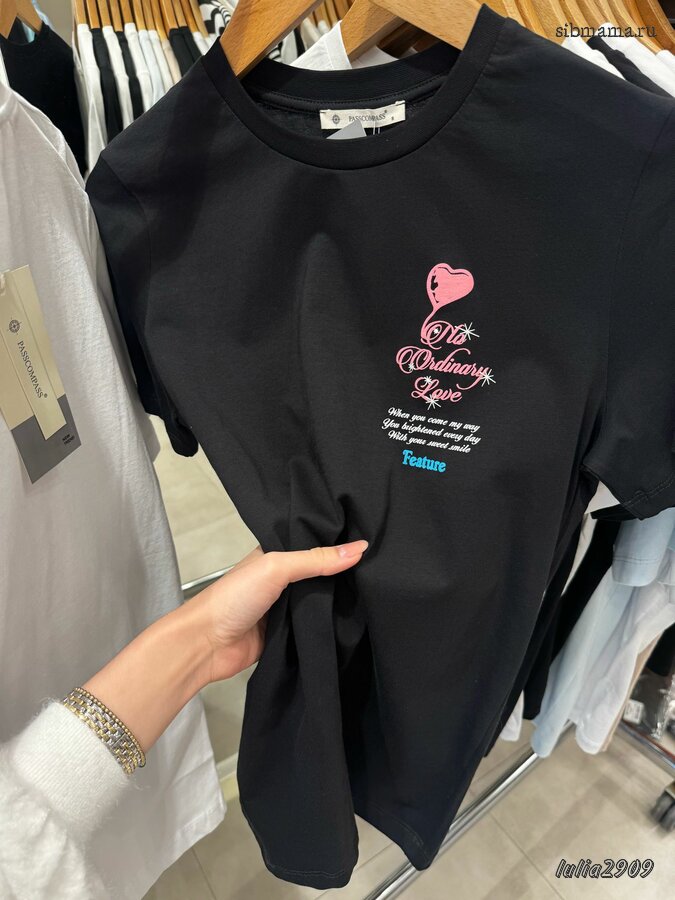 sibmama.ru
PASSCOMPASS®
S
No
Ordinary
Love
When you come my way
You brightened every day
With your sweet smile
Feature
PASSCOMPASS®
lulia2909